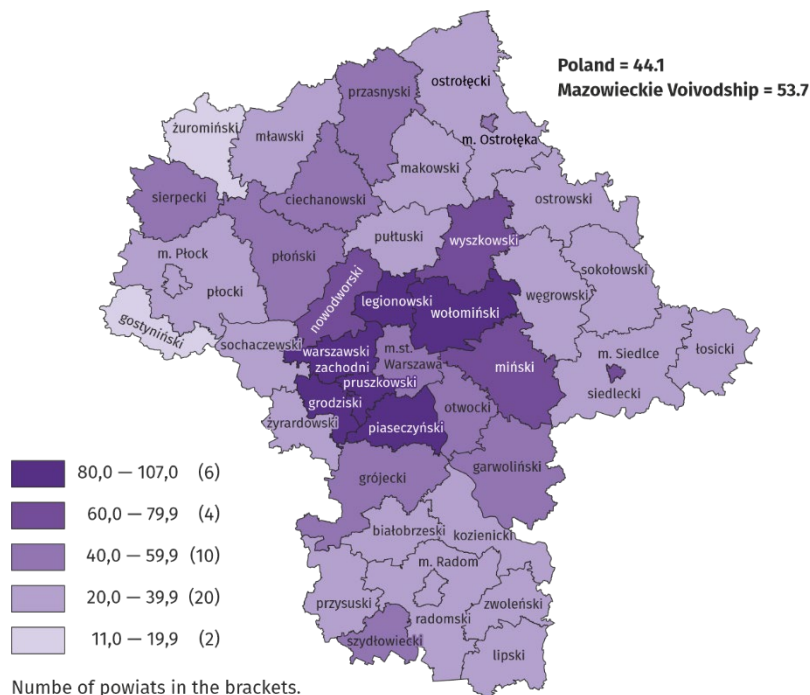 Poland = 44.1
Mazowieckie Voivodship = 53.7
ostrołęcki
przasnyski
żuromiński
mławski
m. Ostrołęka
makowski
sierpecki
ciechanowski
ostrowski
pułtuski
wyszkowski
m. Płock
płoński
sokołowski
płocki
nowodworski
legionowski
wołomiński
węgrowski
gostyniński
sochaczewski
warszawski
zachodni
m.st.
Warszawa
m. Siedlce
łosicki
miński
pruszkowski
siedlecki
grodziski
otwocki
żyrardowski
piaseczyński
garwoliński
grójecki
białobrzeski
kozienicki
m. Radom
przysuski
zwoleński
radomski
szydłowiecki
lipski
80,0 — 107,0 (6)
60,0 — 79,9 (4)
40,0 — 59,9 (10)
20,0 — 39,9 (20)
11,0 — 19,9 (2)
Numbe of powiats in the brackets.